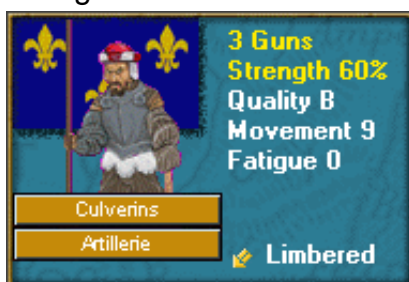 3 Guns
Strength 60%
Quality B
Movement 9
Fatigue 0
Culverins
Artillerie
Limbered